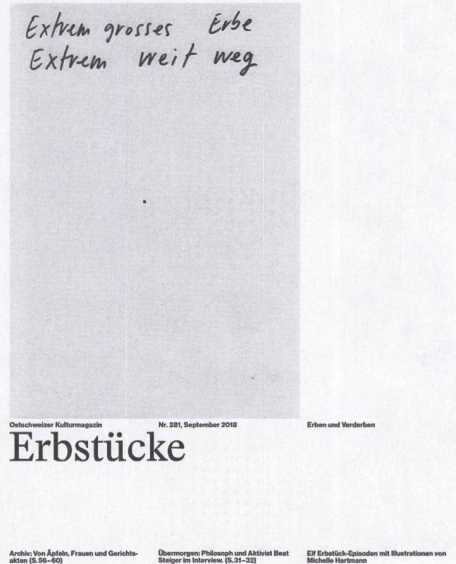 Extrem grosses Erbe
Extrem weit weg
Ostschweizer Kulturmagazin
Nr. 281, September 2018
Erben und Verderben
Erbstücke
Archiv: Von Äpfeln, Frauen und Gerichts-
akten (S.56–60)
Übermorgen: Philosoph und Aktivist Beat
Steiger im Interview. (S.31–32)
Elf Erbstück-Episoden mit Illustrationen von
Michelle Hartmann